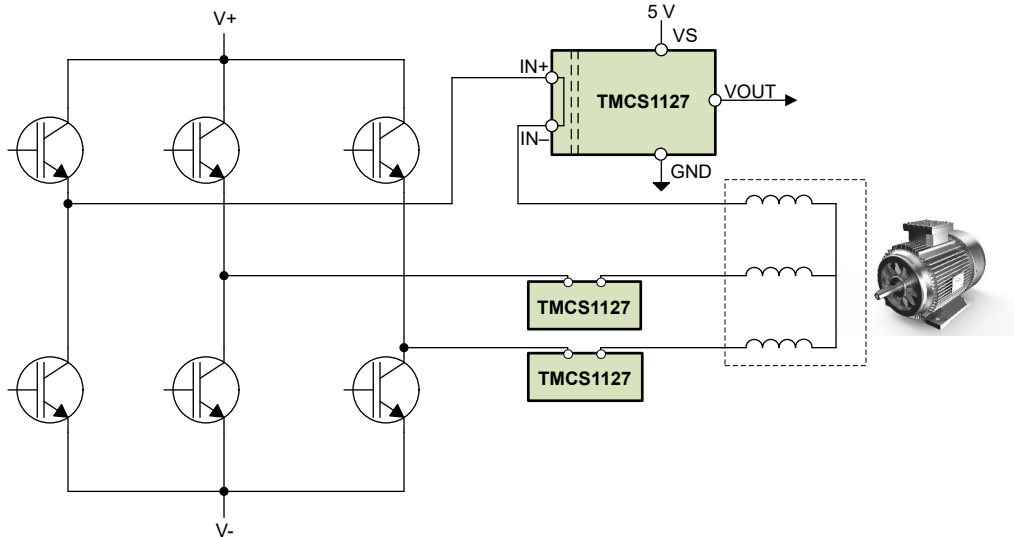 V+
5 V
VS
IN+
TMCS1127
VOUT
IN–
GND
TMCS1127
TMCS1127
V-